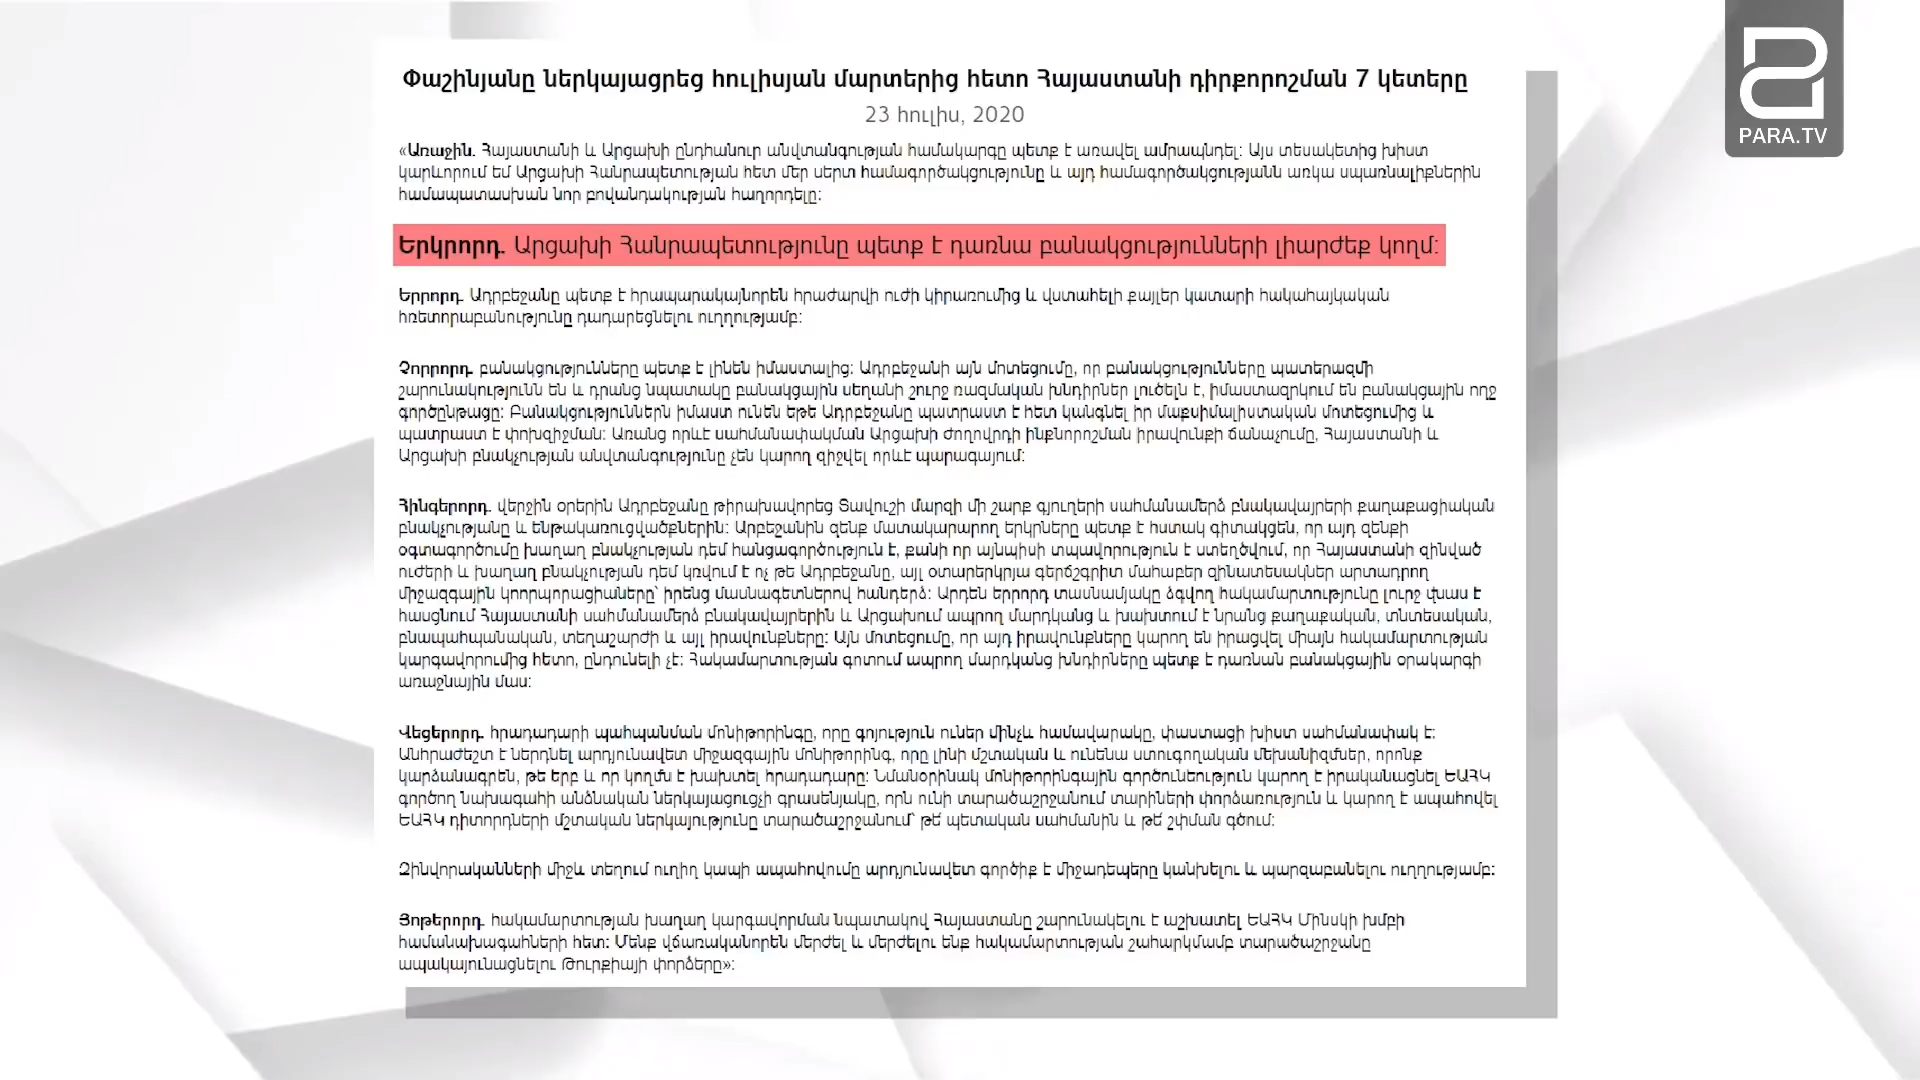 PARA.TV
Փաշինյանը ներկայացրեց հուլիսյան մարտերից հետո Հայաստանի դիրքորոշման 7 կետերը
23 հուլիս, 2020
«Առաջին. Հայաստանի և Արցախի ընդհանուր անվտանգության համակարգը պետք է առավել ամրապնդել: Այս տեսակետից խիստ
կարևորում եմ Արցախի Հանրապետության հետ մեր սերտ համագործակցությունը և այդ համագործակցությանն առկա սպառնալիքներին
համապատասխան նոր բովանդակության հաղորդելը:
Երկրորդ. Արցախի Հանրապետությունը պետք է դառնա բանակցությունների լիարժեք կողմ:
Երրորդ. Ադրբեջանը պետք է հրապարակայնորեն հրաժարվի ուժի կիրառումից և վստահելի քայլեր կատարի հակահայկական
հռետորաբանությունը դադարեցնելու ուղղությամբ:
Չորրորդ. բանակցությունները պետք է լինեն իմաստալից: Ադրբեջանի այն մոտեցումը, որ բանակցությունները պատերազմի
շարունակությունն են և դրանց նպատակը բանակցային սեղանի շուրջ ռազմական խնդիրներ լուծելն է, իմաստազրկում են բանակցային ողջ
գործընթացը: Բանակցություններն իմաստ ունեն եթե Ադրբեջանը պատրաստ է հետ կանգնել իր մաքսիմալիստական մոտեցումից և
պատրաստ է փոխզիջման: Առանց որևէ սահմանափակման Արցախի ժողովրդի ինքնորոշման իրավունքի ճանաչումը, Հայաստանի և
Արցախի բնակչության անվտանգությունը չեն կարող զիջվել որևէ պարագայում:
Հինգերորդ. վերջին օրերին Ադրբեջանը թիրախավորեց Տավուշի մարզի մի շարք գյուղերի սահմանամերձ բնակավայրերի քաղաքացիական
բնակչությանը և ենթակառուցվածքներին: Արբեջանին զենք մատակարարող երկրները պետք է հստակ գիտակցեն, որ այդ զենքի
օգտագործումը խաղաղ բնակչության դեմ հանցագործություն է, քանի որ այնպիսի տպավորություն է ստեղծվում, որ Հայաստանի զինված
ուժերի և խաղաղ բնակչության դեմ կռվում է ոչ թե Ադրբեջանը, այլ օտարերկրյա գերճշգրիտ մահաբեր զինատեսակներ արտադրող
միջազգային կոորպորացիաները՝ իրենց մասնագետներով հանդերձ: Արդեն երրորդ տասնամյակը ձգվող հակամարտությունը լուրջ վնաս է
հասցնում Հայաստանի սահմանամերձ բնակավայրերին և Արցախում ապրող մարդկանց և խախտում է նրանց քաղաքական, տնտեսական,
բնապահպանական, տեղաշարժի և այլ իրավունքները: Այն մոտեցումը, որ այդ իրավունքները կարող են իրացվել միայն հակամարտության
կարգավորումից հետո, ընդունելի չէ: Հակամարտության գոտում ապրող մարդկանց խնդիրները պետք է դառնան բանակցային օրակարգի
առաջնային մաս:
Վեցերորդ. հրադադարի պահպանման մոնիթորինգը, որը գոյություն ուներ մինչև համավարակը, փաստացի խիստ սահմանափակ է:
Անհրաժեշտ է ներդնել արդյունավետ միջազգային մոնիթորինգ, որը լինի մշտական և ունենա ստուգողական մեխանիզմներ, որոնք
կարձանագրեն, թե երբ և որ կողմն է խախտել հրադադարը: Նմանօրինակ մոնիթորինգային գործունեություն կարող է իրականացնել ԵԱՀԿ
գործող նախագահի անձնական ներկայացուցչի գրասենյակը, որն ունի տարածաշրջանում տարիների փորձառություն և կարող է ապահովել
ԵԱՀԿ դիտորդների մշտական ներկայությունը տարածաշրջանում՝ թե՛ պետական սահմանին և թե՛ շփման գծում:
Զինվորականների միջև տեղում ուղիղ կապի ապահովումը արդյունավետ գործիք է միջադեպերը կանխելու և պարզաբանելու ուղղությամբ:
Յոթերորդ. հակամարտության խաղաղ կարգավորման նպատակով Հայաստանը շարունակելու է աշխատել ԵԱՀԿ Մինսկի խմբի
համանախագահների հետ: Մենք վճառականորեն մերժել և մերժելու ենք հակամարտության շահարկմամբ տարածաշրջանը
ապակայունացնելու Թուրքիայի փորձերը»: